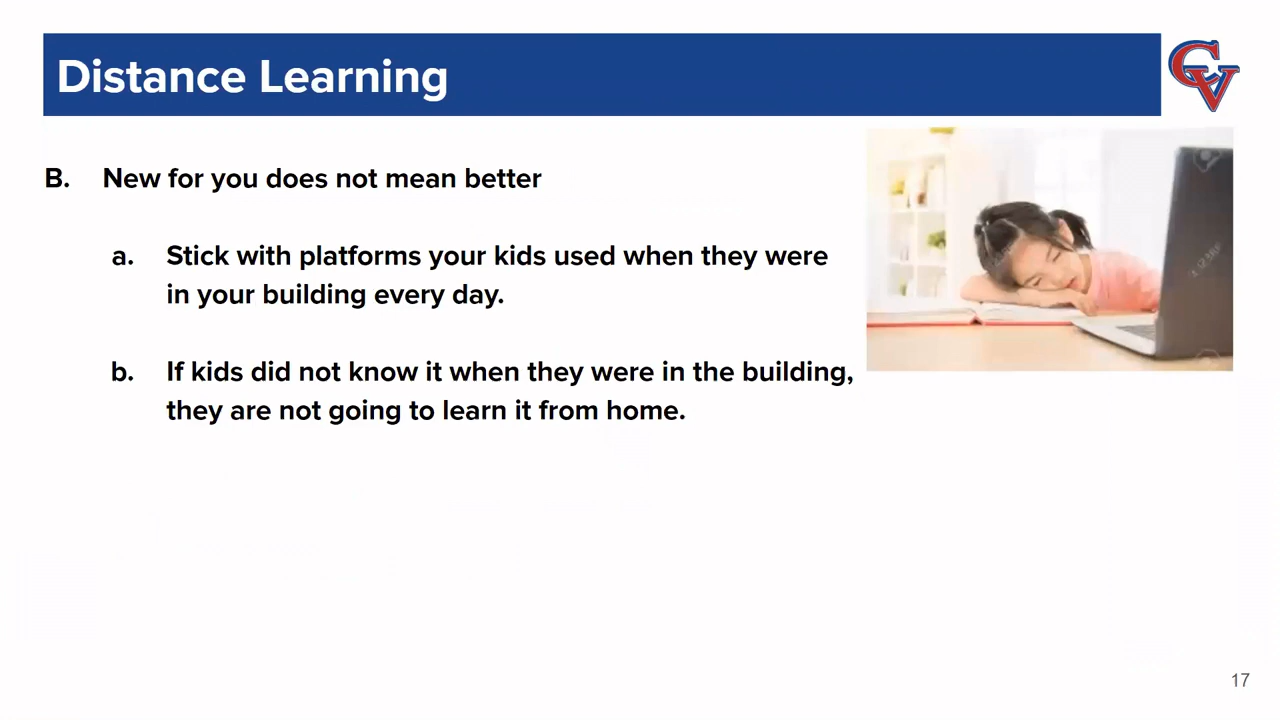 Distance Learning
CV
B. New for you does not mean better
a. Stick with platforms your kids used when they were
in your building every day.
b. If kids did not know it when they were in the building,
they are not going to learn it from home.
17